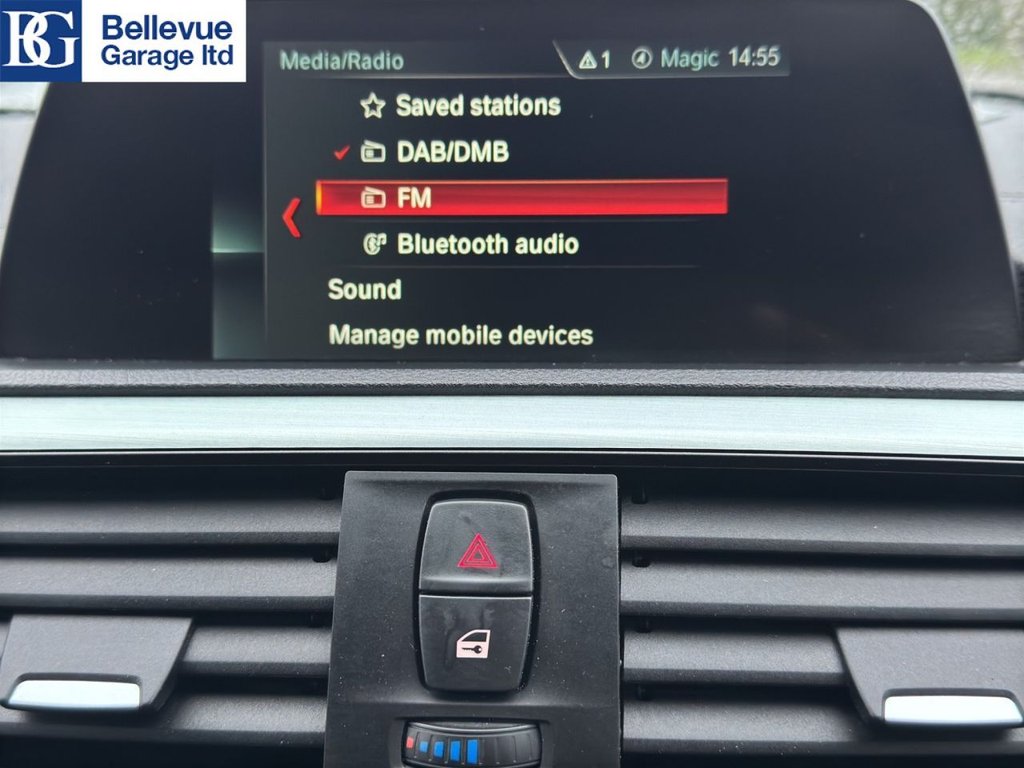 BG Bellevue
Garage ltd
Media/Radio 1 Magic 14:55
Saved stations
DAB/DMB
FM
Bluetooth audio
Sound
Manage mobile devices